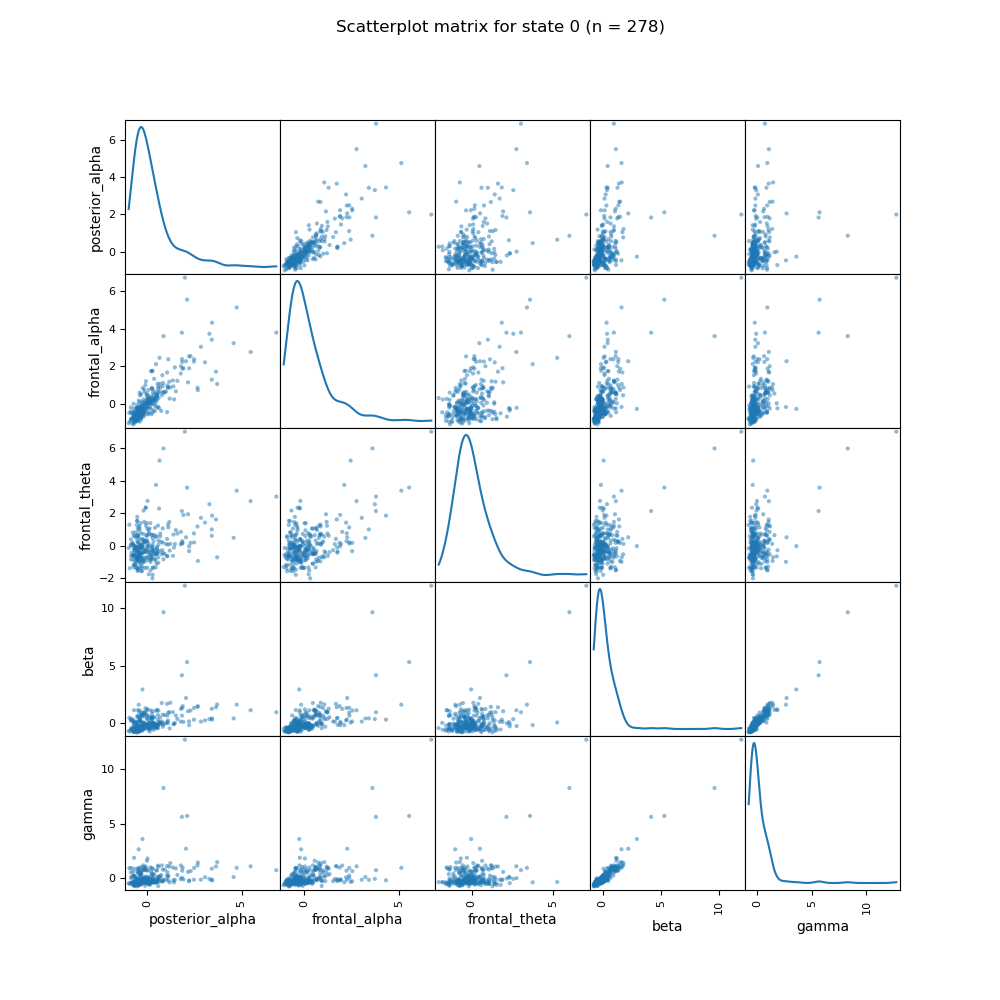 Scatterplot matrix for state 0 (n = 278)
6
4
2
0
posterior_alpha
6
4
2
0
frontal_alpha
6
4
2
0
−2
frontal_theta
10
5
0
beta
10
5
0
gamma
0 5 0 5 0 5 0 5 10 0 5 10
posterior_alpha frontal_alpha frontal_theta beta gamma